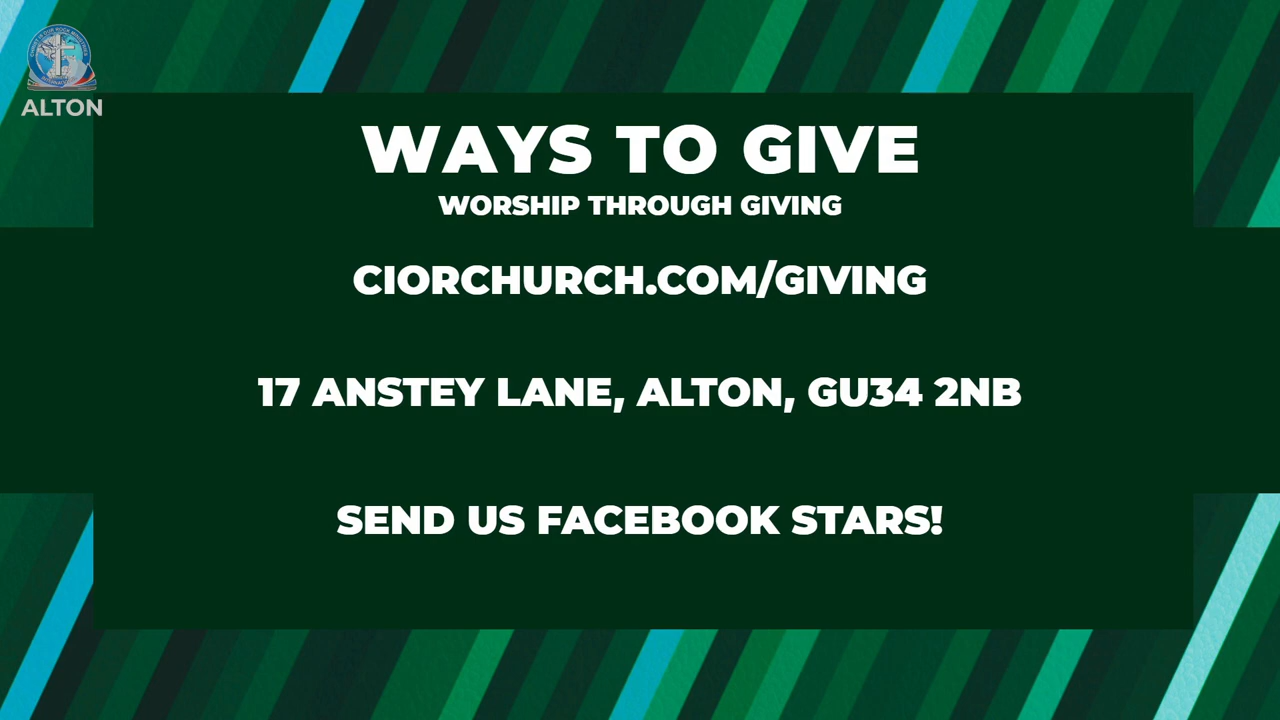 ALTON
WAYS TO GIVE
WORSHIP THROUGH GIVING
CIORCHURCH.COM/GIVING
17 ANSTEY LANE, ALTON, GU34 2NB
SEND US FACEBOOK STARS!